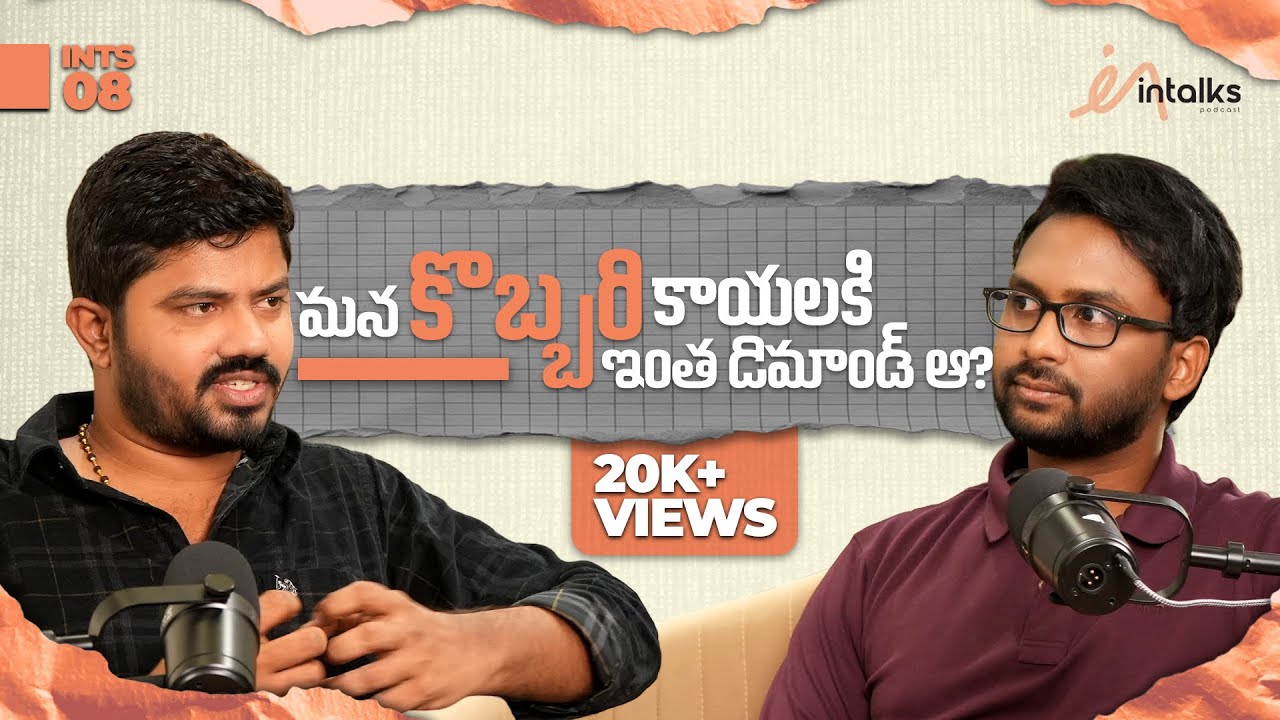 INTS
08
intalks
podcast
మన కొబ్బరి కాయలకి
ఇంత డిమాండ్ ఆ?
20K+
VIEWS